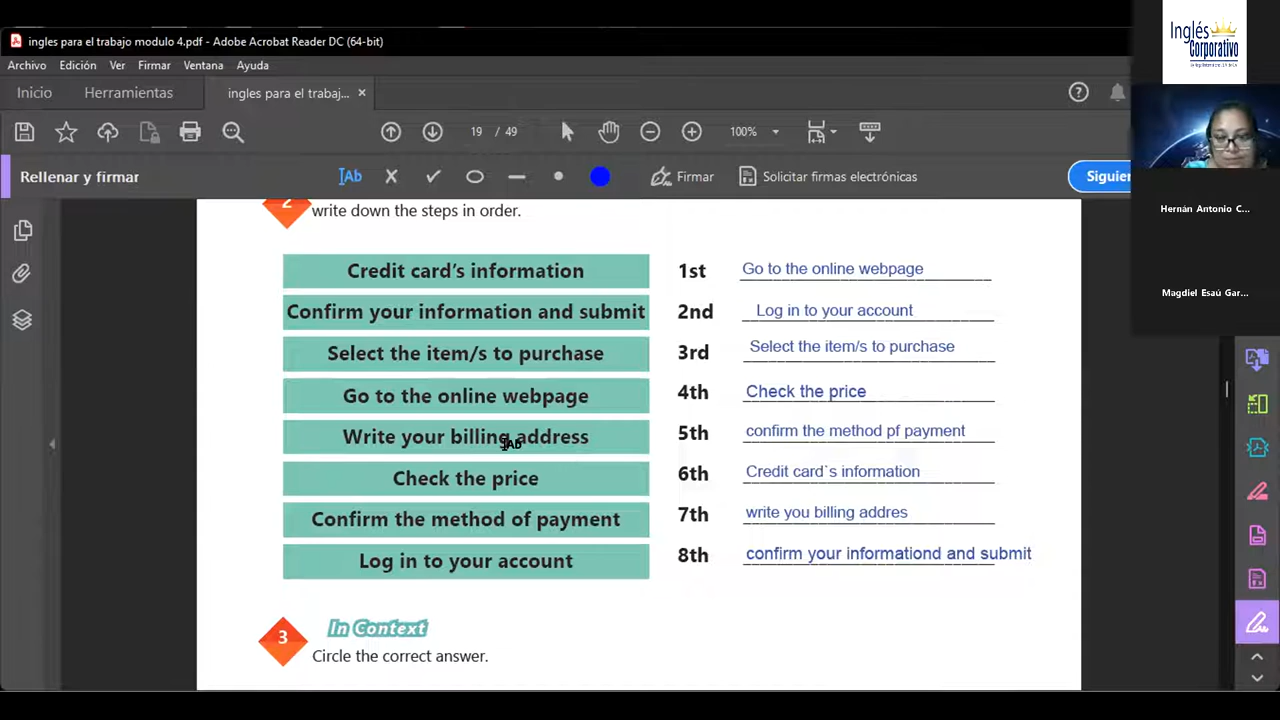 ingles para el trabajo modulo 4.pdf - Adobe Acrobat Reader DC (64-bit)
Archivo Edición Ver Firmar Ventana Ayuda
Inicio Herramientas ingles para el trabaj... ×
19 / 49 100%
Rellenar y firmar Ab Firmar Solicitar firmas electrónicas Siguien
Inglés
Corporativo
Hernán Antonio C...
Magdiel Esaú Gar...
2 write down the steps in order.
Credit card's information 1st Go to the online webpage
Confirm your information and submit 2nd Log in to your account
Select the item/s to purchase 3rd Select the item/s to purchase
Go to the online webpage 4th Check the price
Write your billing address 5th confirm the method pf payment
Check the price 6th Credit card`s information
Confirm the method of payment 7th write you billing addres
Log in to your account 8th confirm your informationd and submit
3 In Context
Circle the correct answer.